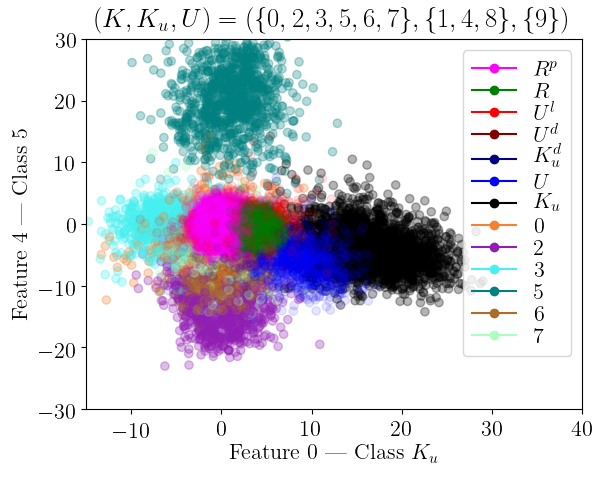 (K, K_u, U) = ({0, 2, 3, 5, 6, 7}, {1, 4, 8}, {9})
30
20
10
0
−10
−20
−30
Feature 4 — Class 5
R^p
R
U^l
U^d
K_u^d
U
K_u
0
2
3
5
6
7
−10
0
10
20
30
40
Feature 0 — Class K_u